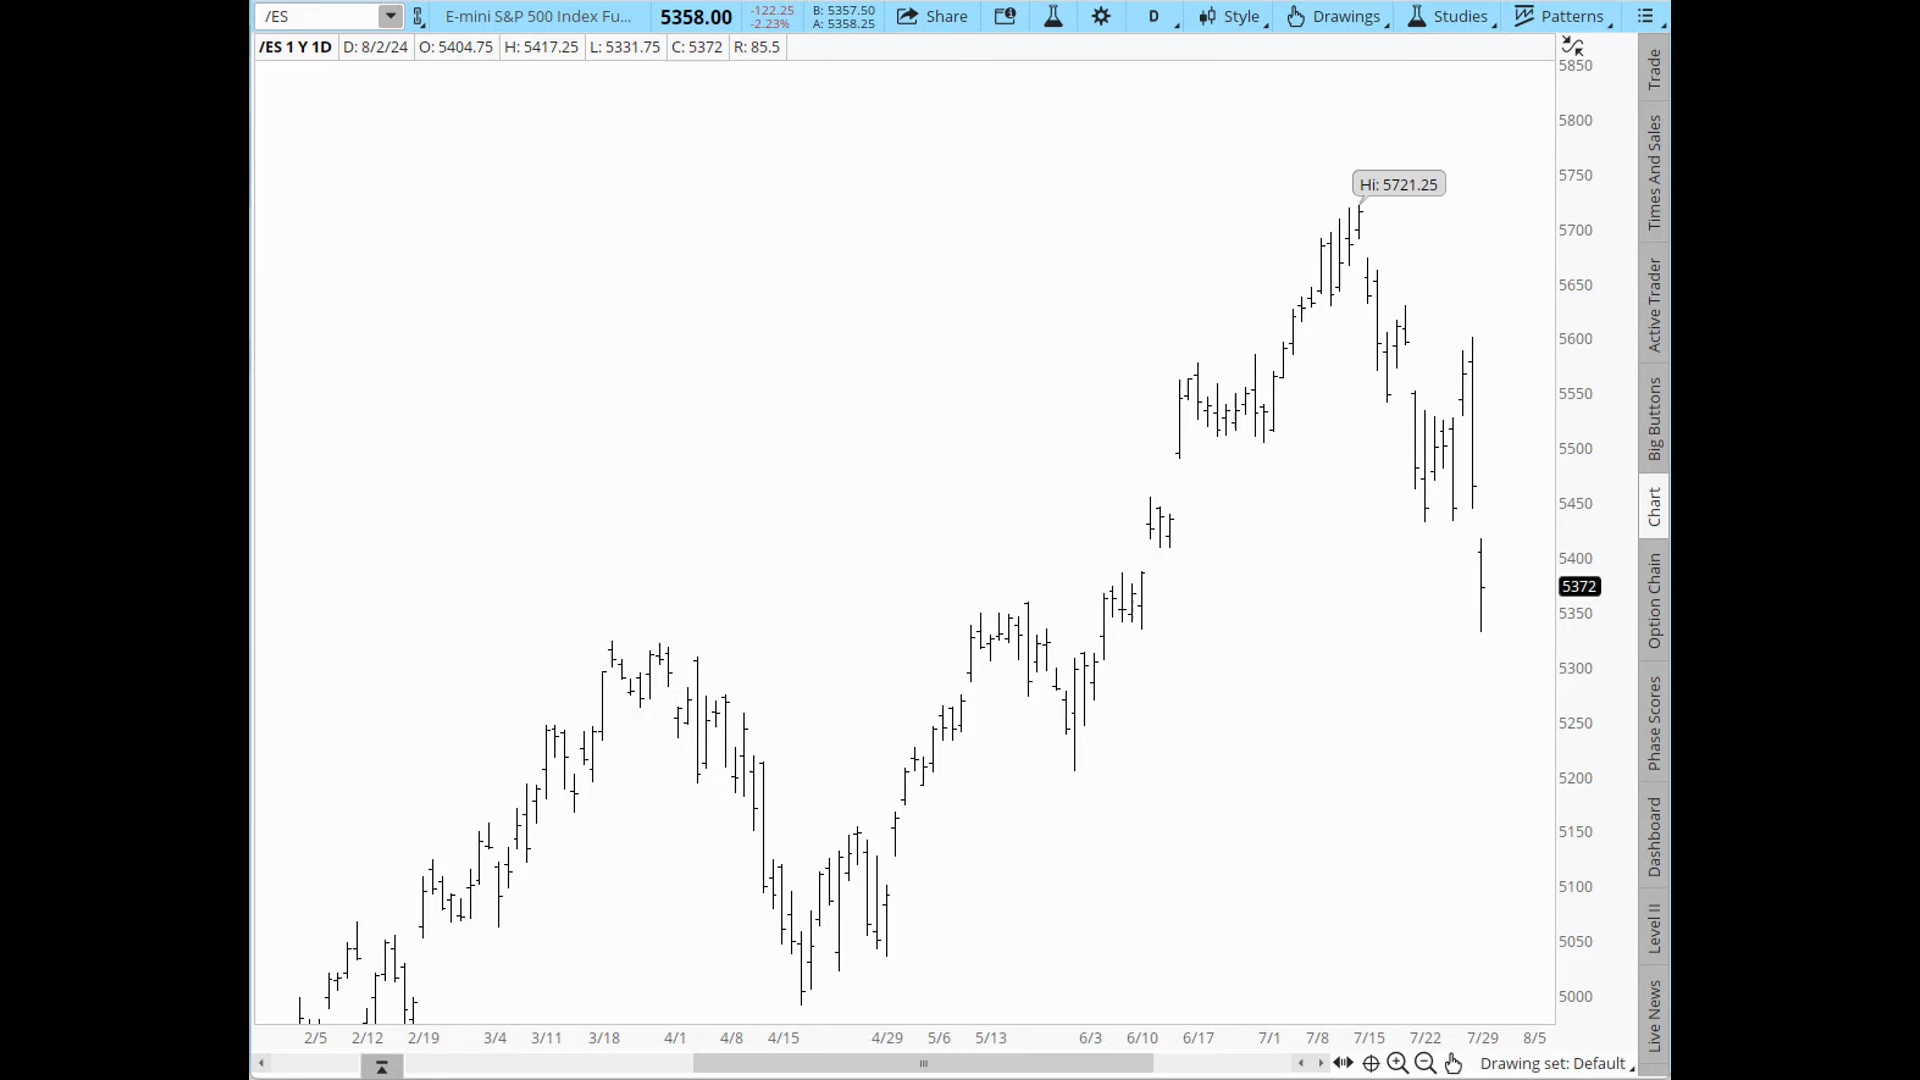 /ES
E-mini S&P 500 Index Fu...
5358.00
-122.25
-2.23%
B: 5357.50
A: 5358.25
Share
D
Style
Drawings
Studies
Patterns
/ES 1 Y 1D
D: 8/2/24
O: 5404.75
H: 5417.25
L: 5331.75
C: 5372
R: 85.5
Hi: 5721.25
5850
5800
5750
5700
5650
5600
5550
5500
5450
5400
5372
5350
5300
5250
5200
5150
5100
5050
5000
2/5
2/12
2/19
3/4
3/11
3/18
4/1
4/8
4/15
4/29
5/6
5/13
6/3
6/10
6/17
7/1
7/8
7/15
7/22
7/29
8/5
Drawing set: Default
Trade
Times And Sales
Active Trader
Big Buttons
Chart
Option Chain
Phase Scores
Dashboard
Level II
Live News